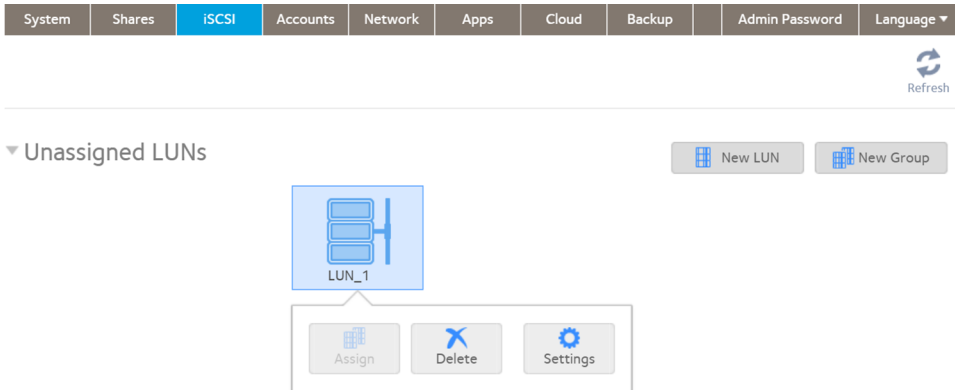 System Shares iSCSI Accounts Network Apps Cloud Backup Admin Password Language
Refresh
Unassigned LUNs New LUN New Group
LUN_1
Assign Delete Settings